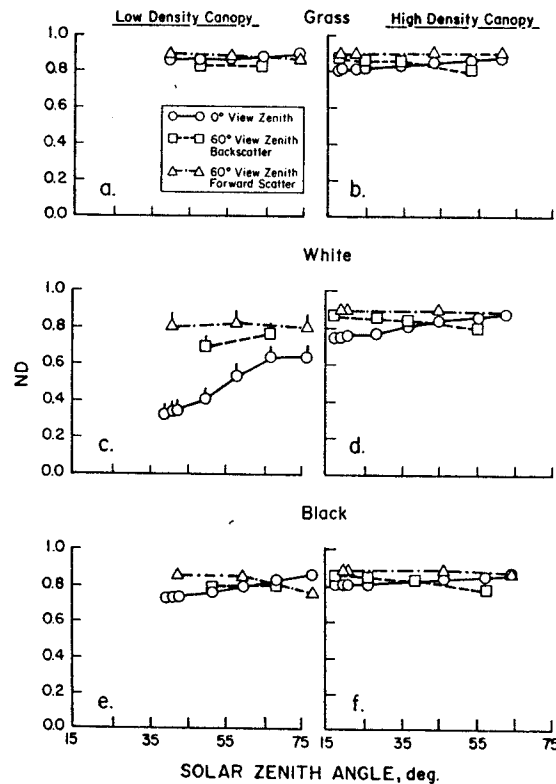 Low Density Canopy Grass High Density Canopy
1.0
0.8
0.6
0.4
0.2
0.0
0° View Zenith
60° View Zenith
Backscatter
60° View Zenith
Forward Scatter
a.
b.
White
1.0
0.8
0.6
0.4
0.2
0.0
ND
c.
d.
Black
1.0
0.8
0.6
0.4
0.2
0.0
e.
f.
15 35 55 75 15 35 55 75
SOLAR ZENITH ANGLE, deg.